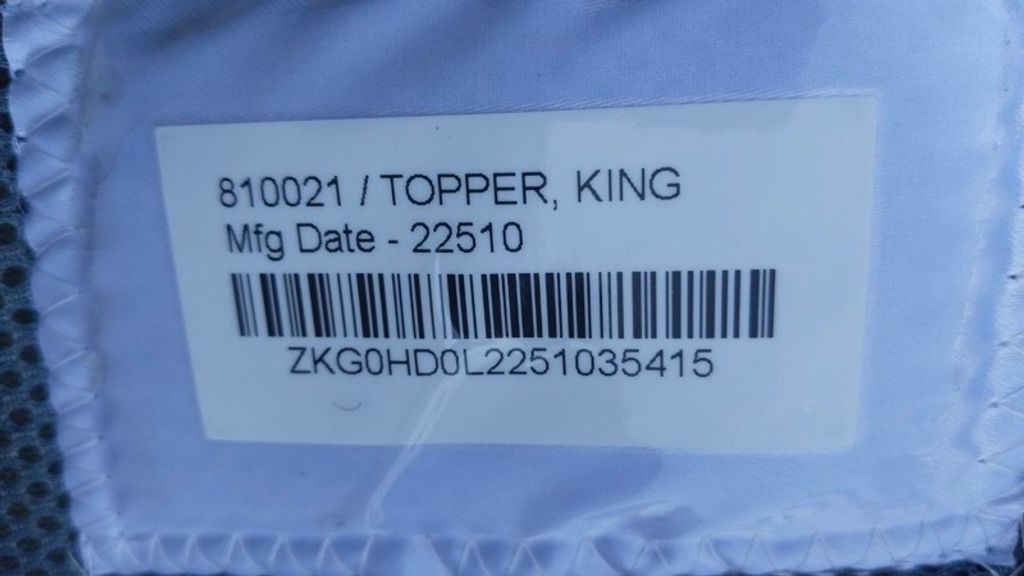 810021 / TOPPER, KING
Mfg Date - 22510
ZKG0HD0L2251035415